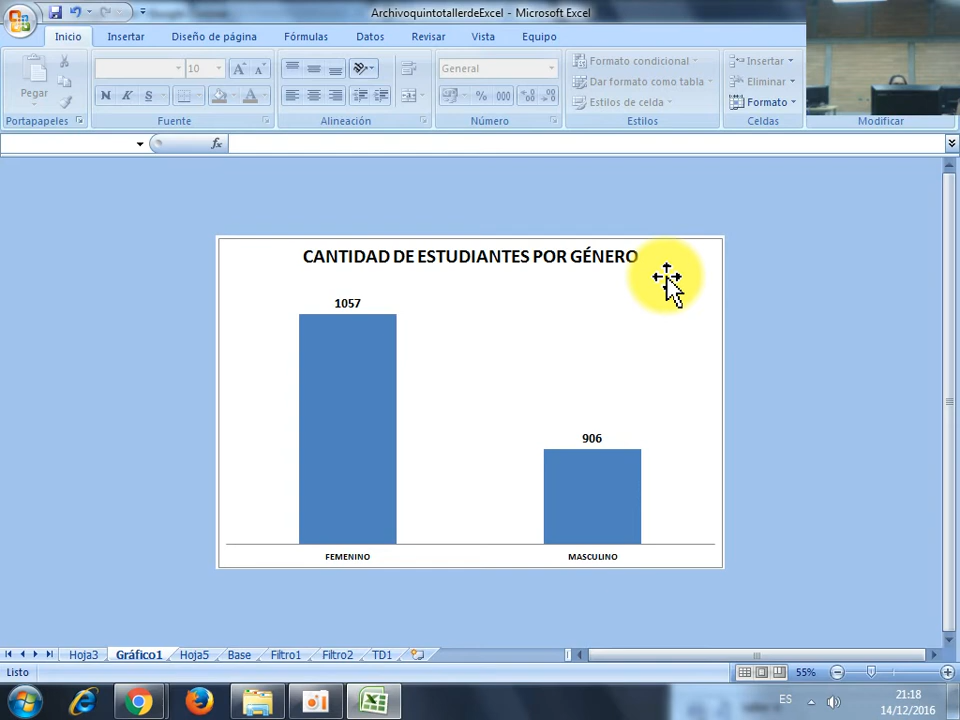 ArchivoquintotallerdeExcel - Microsoft Excel
Inicio Insertar Diseño de página Fórmulas Datos Revisar Vista Equipo
Pegar
Portapapeles
10
A A
N K S
A
Fuente
Alineación
General
% 000
Número
Formato condicional
Dar formato como tabla
Estilos de celda
Estilos
Insertar
Eliminar
Formato
Celdas
Modificar
fx
CANTIDAD DE ESTUDIANTES POR GÉNERO
1057
906
FEMENINO MASCULINO
Hoja3 Gráfico1 Hoja5 Base Filtro1 Filtro2 TD1
Listo 55%
ES 21:18
14/12/2016